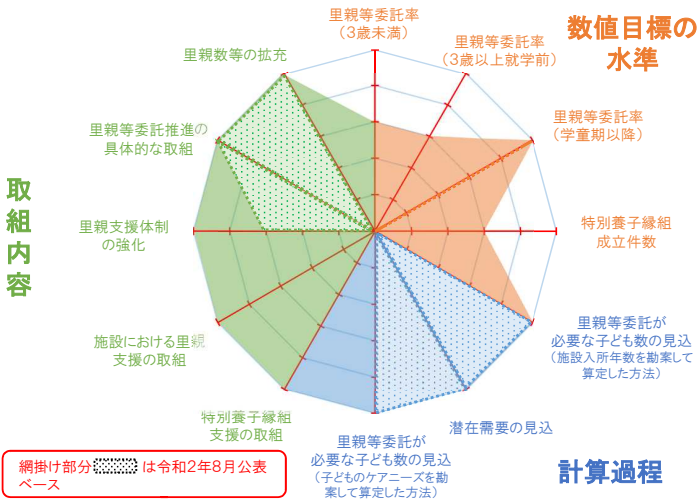 里親等委託率
（3歳未満）
里親等委託率
（3歳以上就学前）
数値目標の
水準
里親等委託率
（学童期以降）
特別養子縁組
成立件数
里親等委託が
必要な子ども数の見込
（施設入所年数を勘案して
算定した方法）
潜在需要の見込
計算過程
里親等委託が
必要な子ども数の見込
（子どものケアニーズを勘
案して算定した方法）
特別養子縁組
支援の取組
施設における里親
支援の取組
里親支援体制
の強化
里親等委託推進の
具体的な取組
里親数等の拡充
取組内容
網掛け部分 は令和2年8月公表
ベース